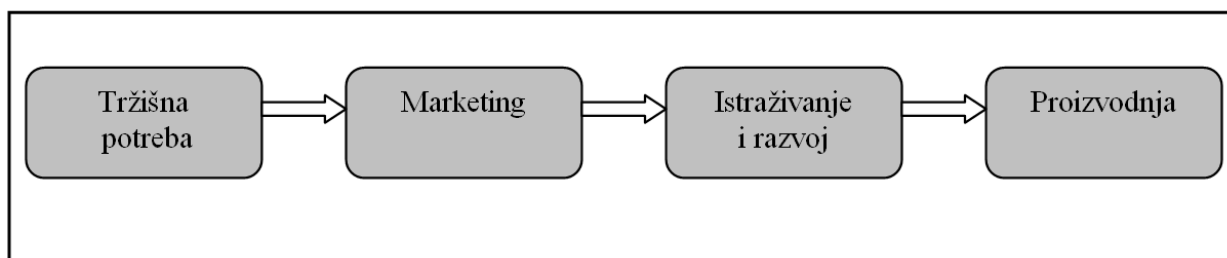 Tržišna
potreba
Marketing
Istraživanje
i razvoj
Proizvodnja